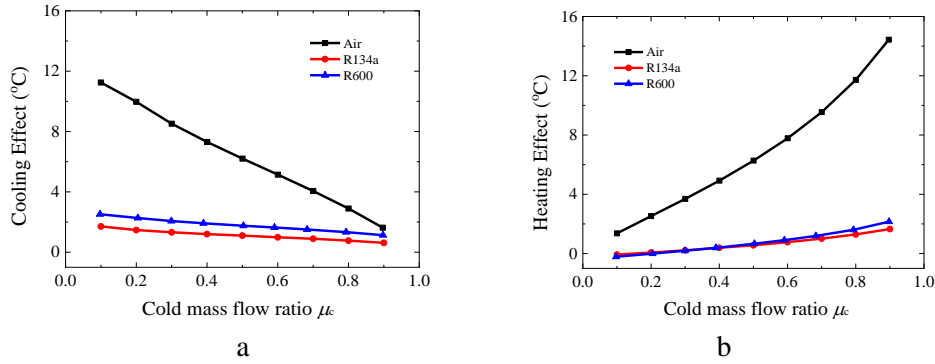 16
12
8
4
0
Cooling Effect (°C)
Air
R134a
R600
0.0 0.2 0.4 0.6 0.8 1.0
Cold mass flow ratio μc
a
16
12
8
4
0
Heating Effect (°C)
Air
R134a
R600
0.0 0.2 0.4 0.6 0.8 1.0
Cold mass flow ratio μc
b